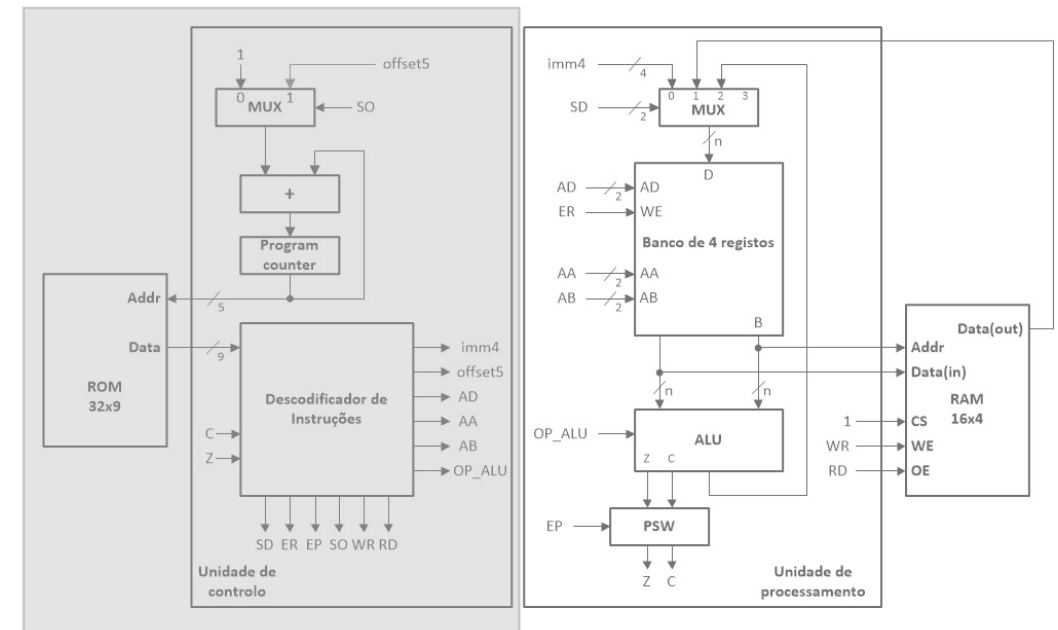 1
offset5
0 1
MUX
SO
+
Program
counter
Addr
5
Data
9
ROM
32x9
imm4
offset5
Descodificador de
Instruções
AD
AA
C
AB
Z
OP_ALU
SD ER EP SO WR RD
Unidade de
controlo
imm4
4
0 1 2 3
SD
2
MUX
n
D
AD
2
AD
ER
WE
Banco de 4 registos
AA
2
AA
AB
2
AB
B
Data(out)
Addr
Data(in)
n
n
RAM
16x4
OP_ALU
ALU
1
CS
Z C
WR
WE
RD
OE
EP
PSW
Z C
Unidade de
processamento